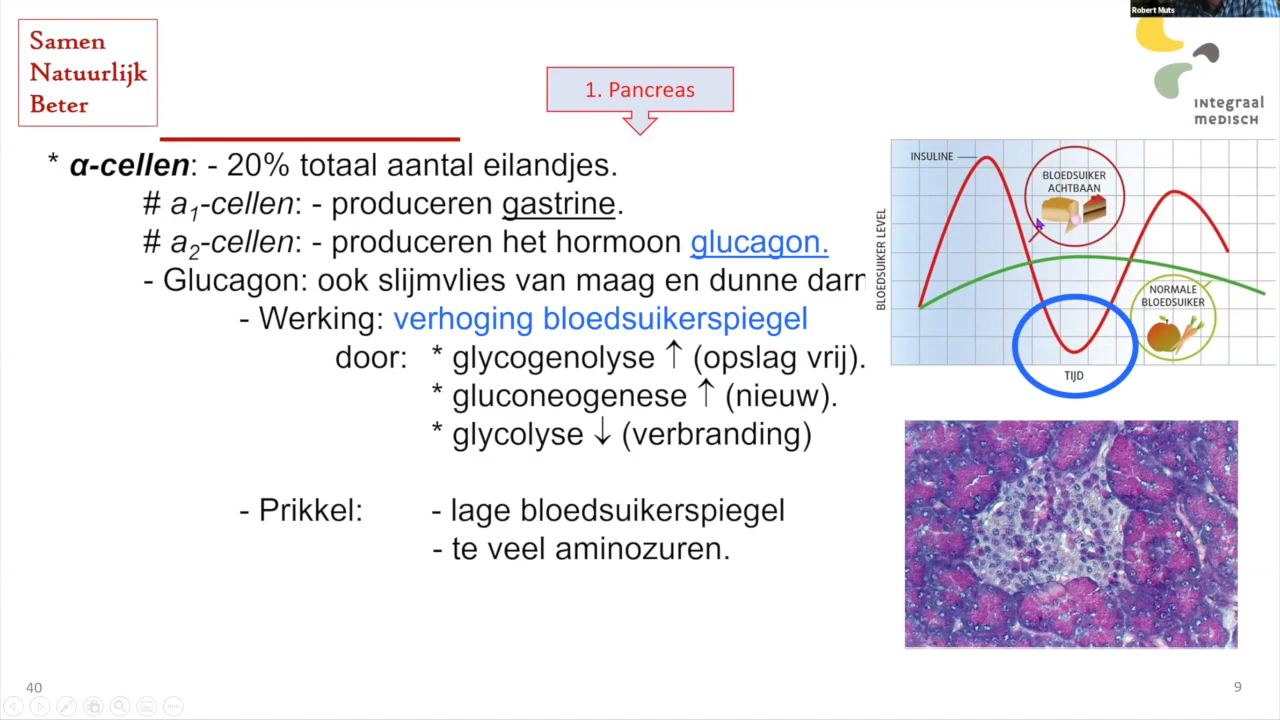 Robert Muts
Samen
Natuurlijk
Beter
1. Pancreas
INTEGRAAL
MEDISCH
* α-cellen: - 20% totaal aantal eilandjes.
# a1-cellen: - produceren gastrine.
# a2-cellen: - produceren het hormoon glucagon.
- Glucagon: ook slijmvlies van maag en dunne darm
- Werking: verhoging bloedsuikerspiegel
door: * glycogenolyse ↑ (opslag vrij).
* gluconeogenese ↑ (nieuw).
* glycolyse ↓ (verbranding)
- Prikkel: - lage bloedsuikerspiegel
- te veel aminozuren.
INSULINE
BLOEDSUIKER
ACHTBAAN
BLOEDSUIKER LEVEL
NORMALE
BLOEDSUIKER
TIJD
40
9